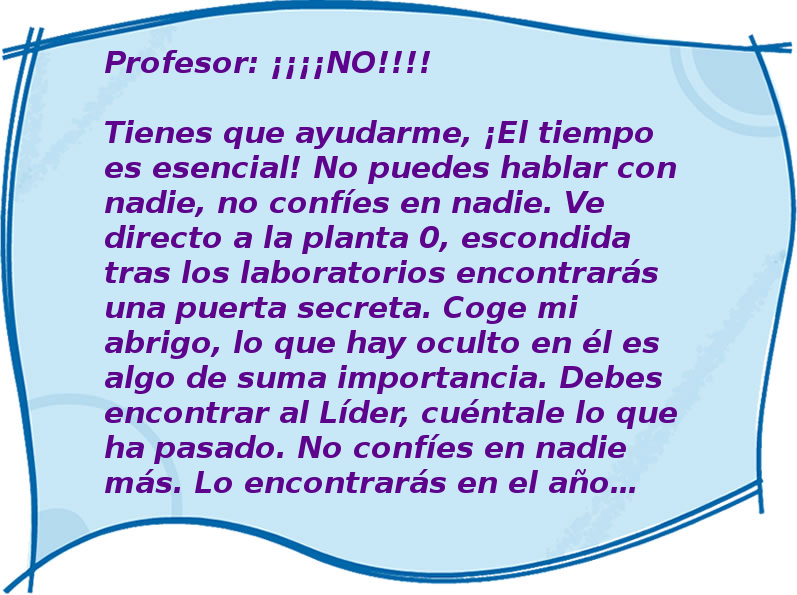 Profesor: ¡¡¡¡NO!!!!
Tienes que ayudarme, ¡El tiempo
es esencial! No puedes hablar con
nadie, no confíes en nadie. Ve
directo a la planta 0, escondida
tras los laboratorios encontrarás
una puerta secreta. Coge mi
abrigo, lo que hay oculto en él es
algo de suma importancia. Debes
encontrar al Líder, cuéntale lo que
ha pasado. No confíes en nadie
más. Lo encontrarás en el año…